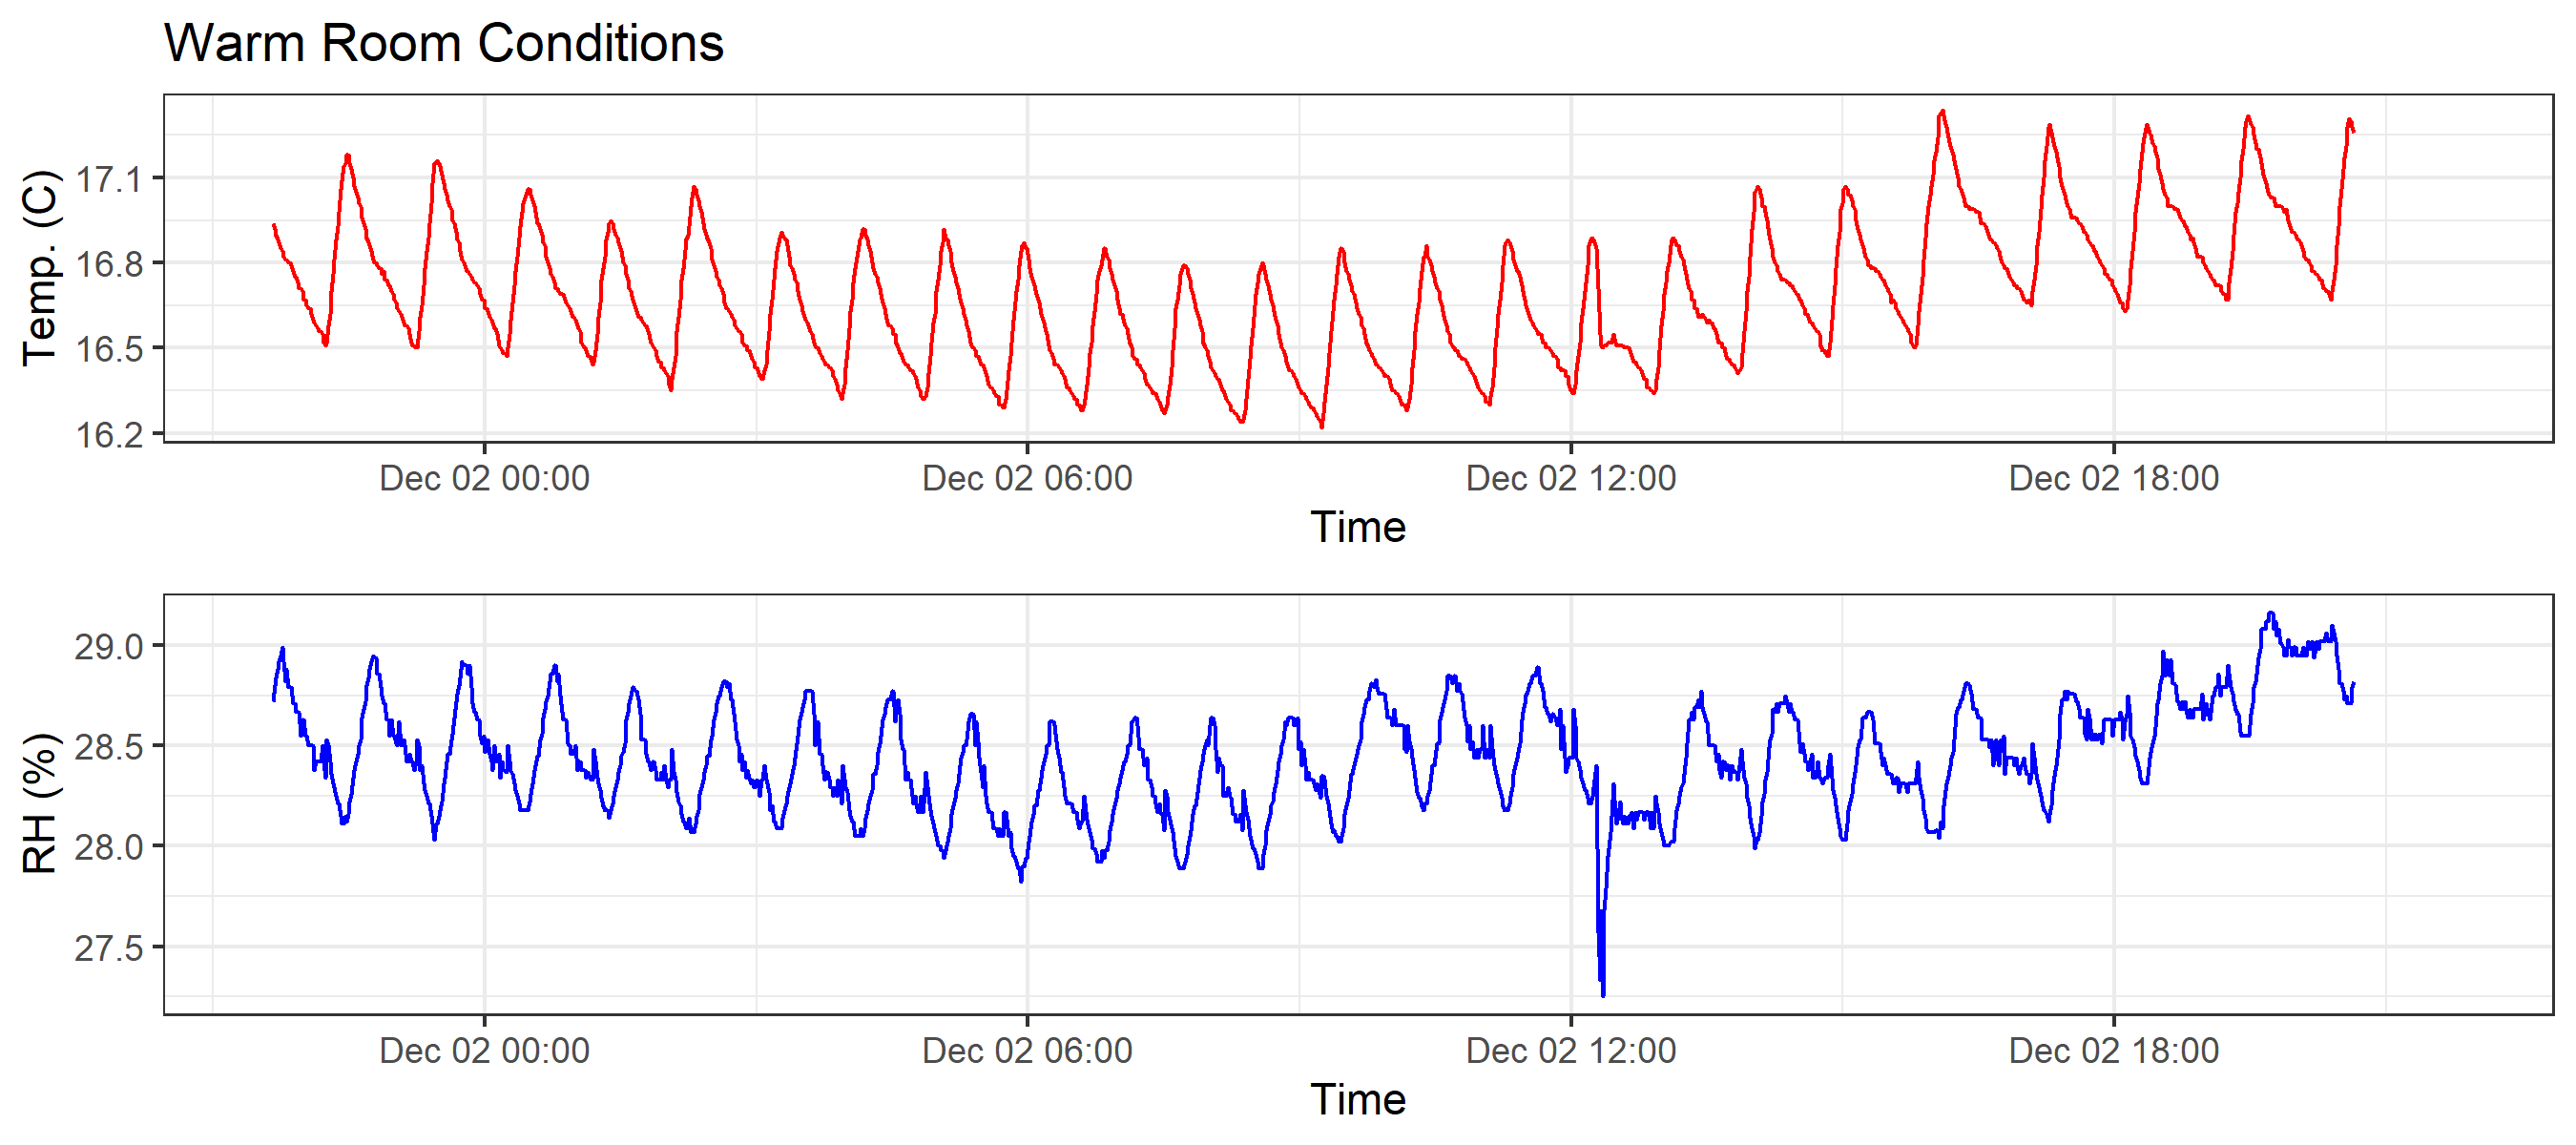 Warm Room Conditions
Temp. (C)
17.1
16.8
16.5
16.2
Dec 02 00:00 Dec 02 06:00 Dec 02 12:00 Dec 02 18:00
Time
RH (%)
29.0
28.5
28.0
27.5
Dec 02 00:00 Dec 02 06:00 Dec 02 12:00 Dec 02 18:00
Time